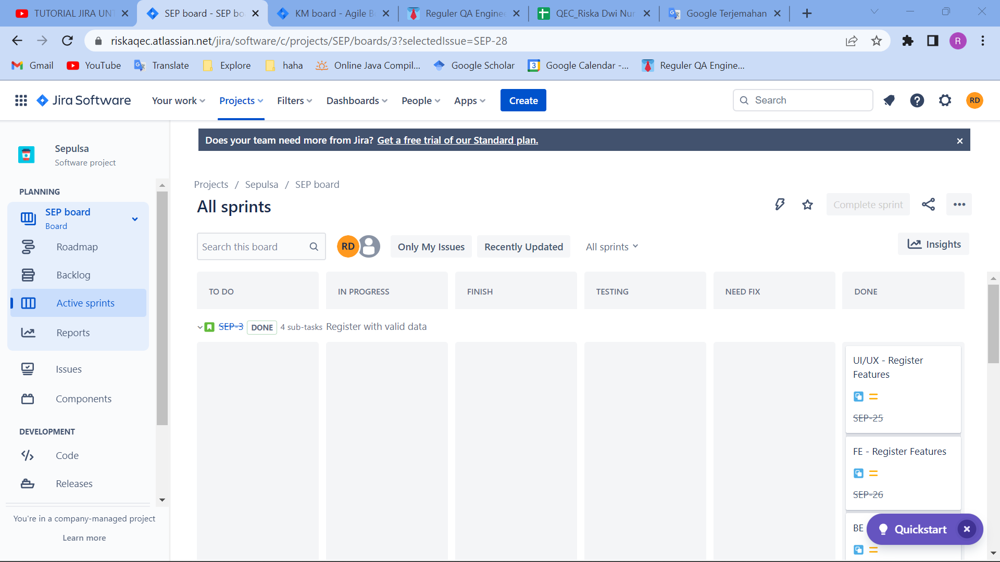 TUTORIAL JIRA UNT
SEP board - SEP bo
KM board - Agile B
Reguler QA Enginee
QEC_Riska Dwi Nur
Google Terjemahan
riskaqec.atlassian.net/jira/software/c/projects/SEP/boards/3?selectedIssue=SEP-28
R
Gmail
YouTube
Translate
Explore
haha
Online Java Compil...
Google Scholar
3
Google Calendar -...
Reguler QA Engine...
Jira Software
Your work
Projects
Filters
Dashboards
People
Apps
Create
Search
RD
Sepulsa
Software project
PLANNING
SEP board
Board
Roadmap
Backlog
Active sprints
Reports
Issues
Components
DEVELOPMENT
Code
Releases
You're in a company-managed project
Learn more
Does your team need more from Jira? Get a free trial of our Standard plan.
Projects / Sepulsa / SEP board
All sprints
Complete sprint
Search this board
RD
Only My Issues
Recently Updated
All sprints
Insights
TO DO
IN PROGRESS
FINISH
TESTING
NEED FIX
DONE
SEP-3 DONE 4 sub-tasks Register with valid data
UI/UX - Register
Features
SEP-25
FE - Register Features
SEP-26
BE
Quickstart